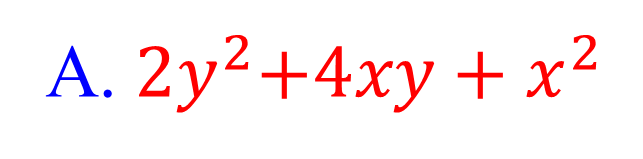 A. 2y²+4xy + x²